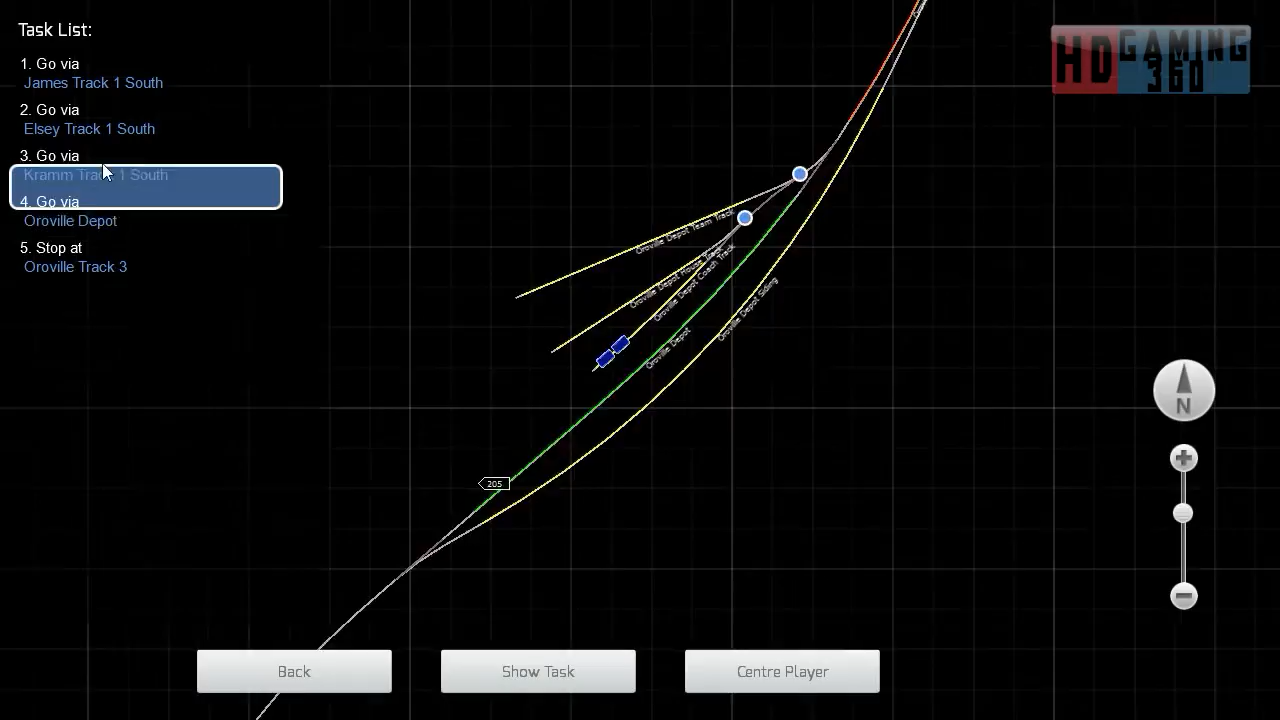 Task List:
1. Go via
James Track 1 South
2. Go via
Elsey Track 1 South
3. Go via
Kramm Track 1 South
4. Go via
Oroville Depot
5. Stop at
Oroville Track 3
HD GAMING
360
Oroville Depot Team Track
Oroville Depot House Track
Oroville Depot Coach Track
Oroville Depot
Oroville Depot Siding
205
N
Back
Show Task
Centre Player